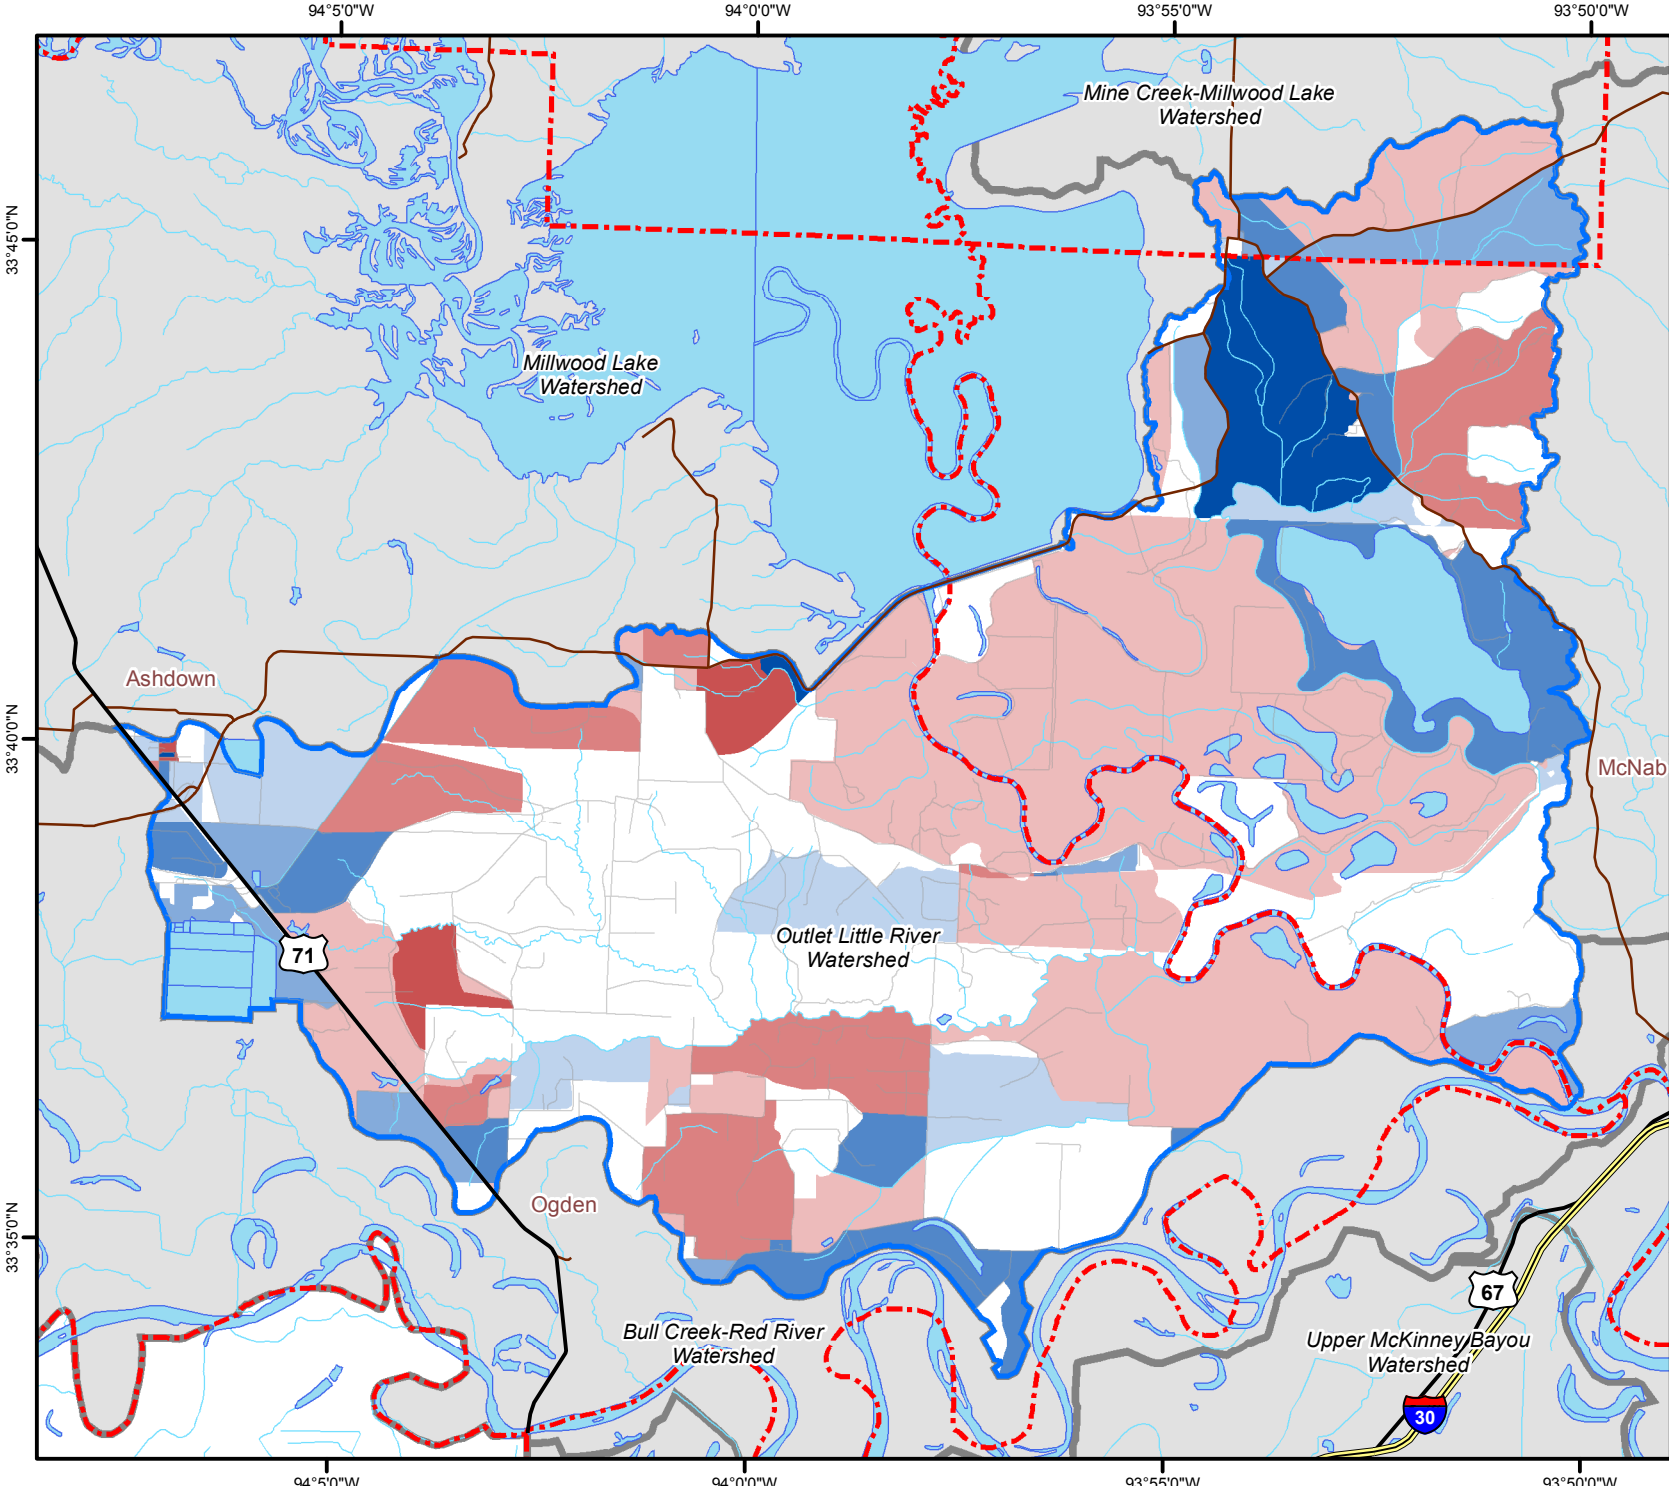 94°5'0"W
94°0'0"W
93°55'0"W
93°50'0"W
Mine Creek-Millwood Lake
Watershed
33°45'0"N
Millwood Lake
Watershed
Ashdown
33°40'0"N
McNab
Outlet Little River
Watershed
71
Ogden
33°35'0"N
67
Bull Creek-Red River
Watershed
Upper McKinney Bayou
Watershed
30
94°5'0"W
94°0'0"W
93°55'0"W
93°50'0"W